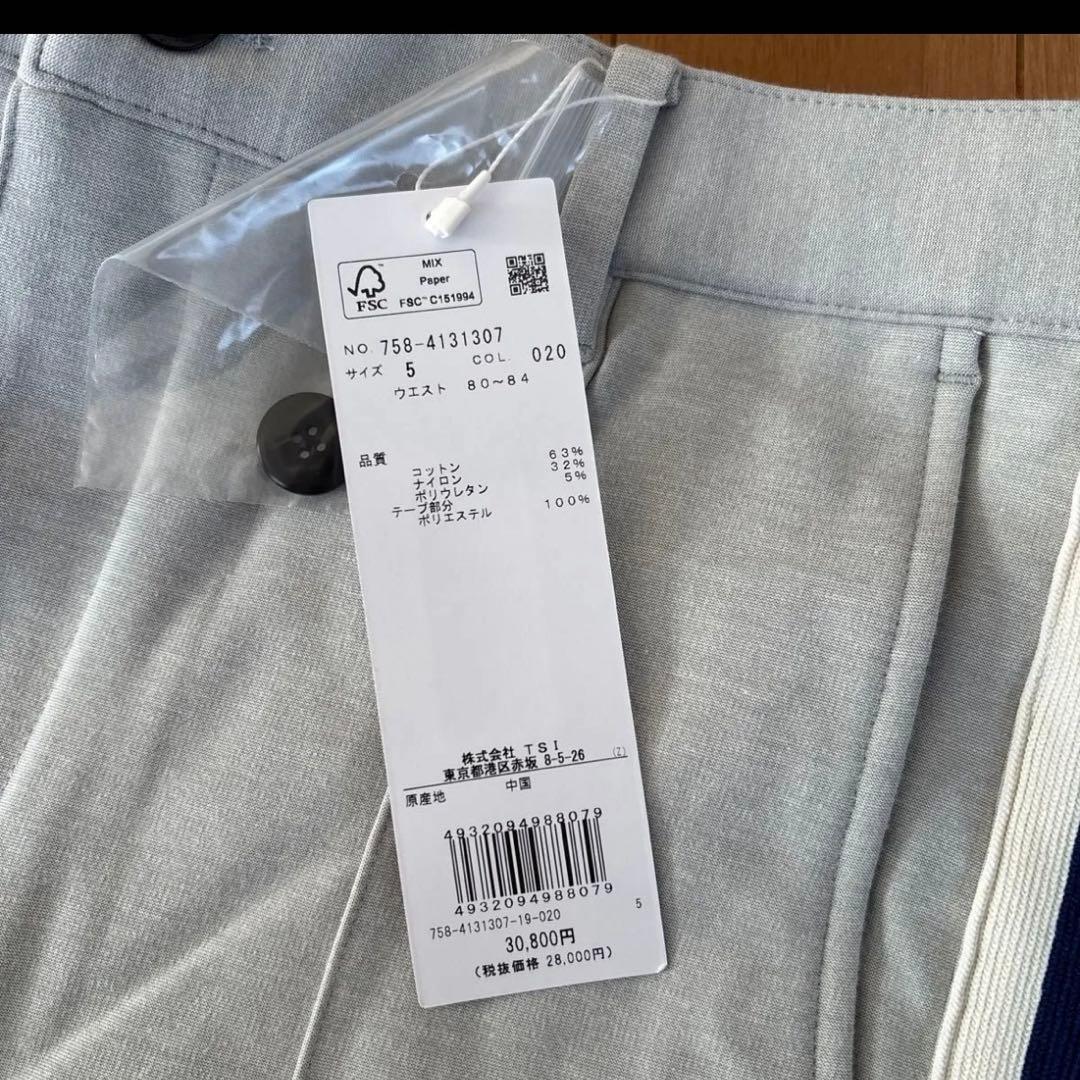 MIX
Paper
FSC™ C151994
FSC
NO. 758-4131307
サイズ 5 COL. 020
ウエスト 80～84
品質 63%
コットン 32%
ナイロン 5%
ポリウレタン
テープ部分 100%
ポリエステル
株式会社 TSI
東京都港区赤坂 8-5-26 (Z)
原産地 中国
4932094988079
4932094988079
758-4131307-19-020 5
30,800円
(税抜価格 28,000円)